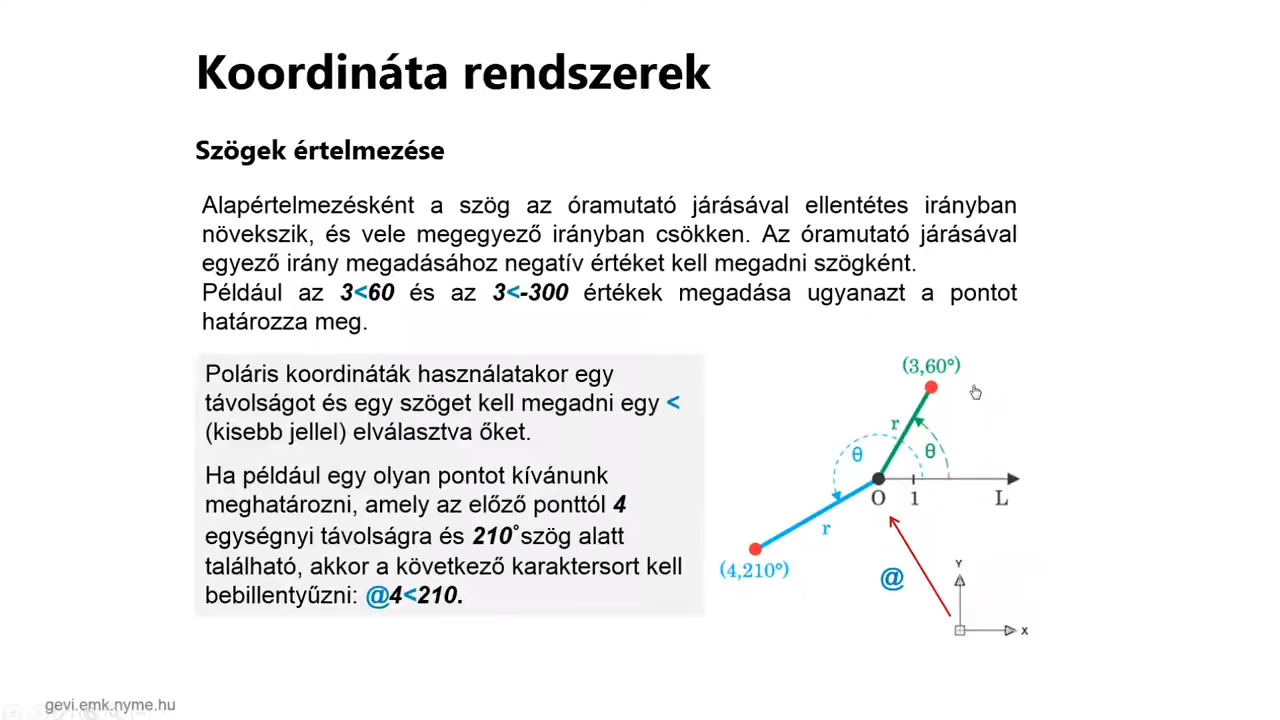 Koordináta rendszerek
Szögek értelmezése
Alapértelmezésként a szög az óramutató járásával ellentétes irányban
növekszik, és vele megegyező irányban csökken. Az óramutató járásával
egyező irány megadásához negatív értéket kell megadni szögként.
Például az 3<60 és az 3<-300 értékek megadása ugyanazt a pontot
határozza meg.
Poláris koordináták használatakor egy
távolságot és egy szöget kell megadni egy <
(kisebb jellel) elválasztva őket.
Ha például egy olyan pontot kívánunk
meghatározni, amely az előző ponttól 4
egységnyi távolságra és 210° szög alatt
található, akkor a következő karaktersort kell
bebillentyűzni: @4<210.
(3,60°)
r
θ
θ
O
1
L
r
(4,210°)
@
Y
X
gevi.emk.nyme.hu